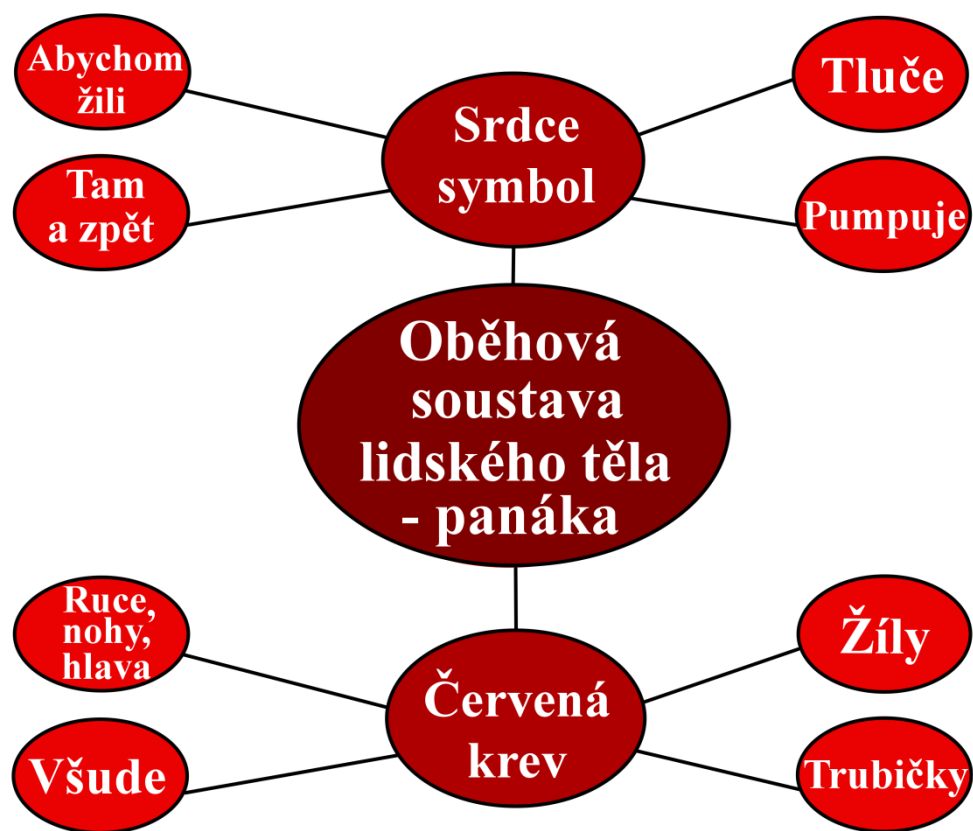 Abychom
žili
Tluče
Srdce
symbol
Tam
a zpět
Pumpuje
Oběhová
soustava
lidského těla
- panáka
Ruce,
nohy,
hlava
Žíly
Červená
krev
Všude
Trubičky